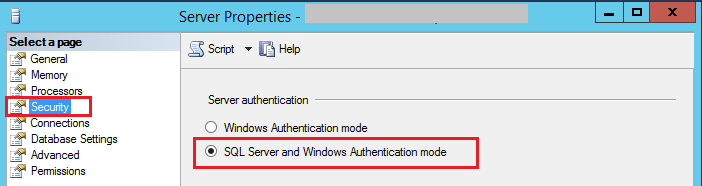 Server Properties -
Select a page
General
Memory
Processors
Security
Connections
Database Settings
Advanced
Permissions
Script Help
Server authentication
Windows Authentication mode
SQL Server and Windows Authentication mode